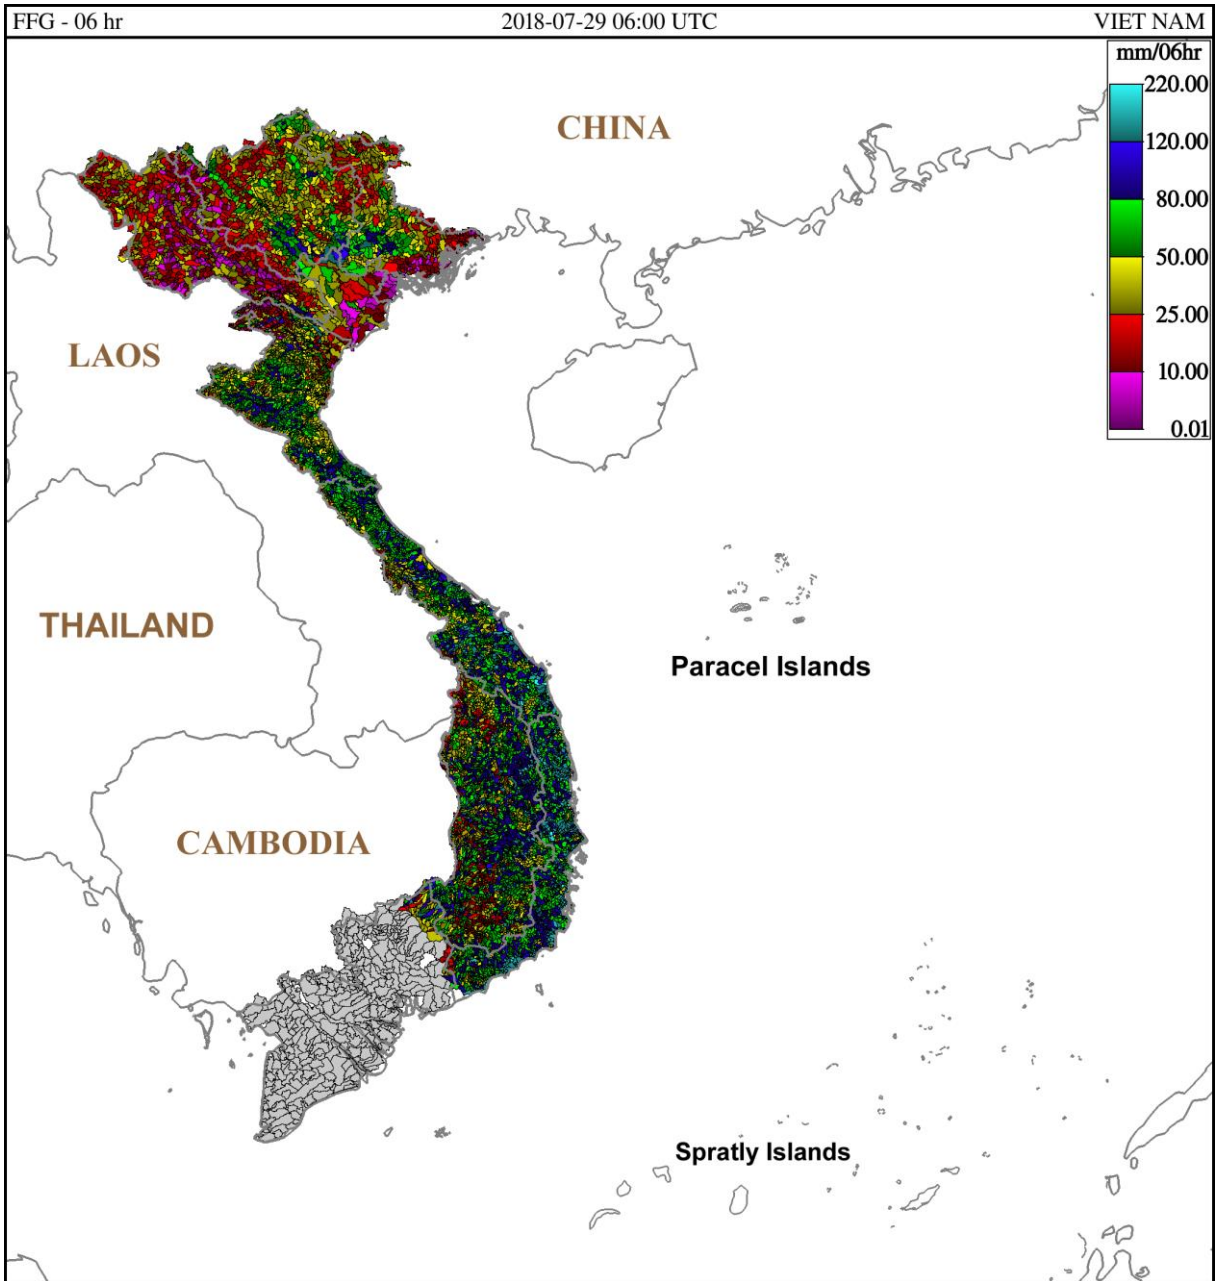 FFG - 06 hr
2018-07-29 06:00 UTC
VIET NAM
mm/06hr
220.00
120.00
80.00
50.00
25.00
10.00
0.01
CHINA
LAOS
THAILAND
Paracel Islands
CAMBODIA
Spratly Islands